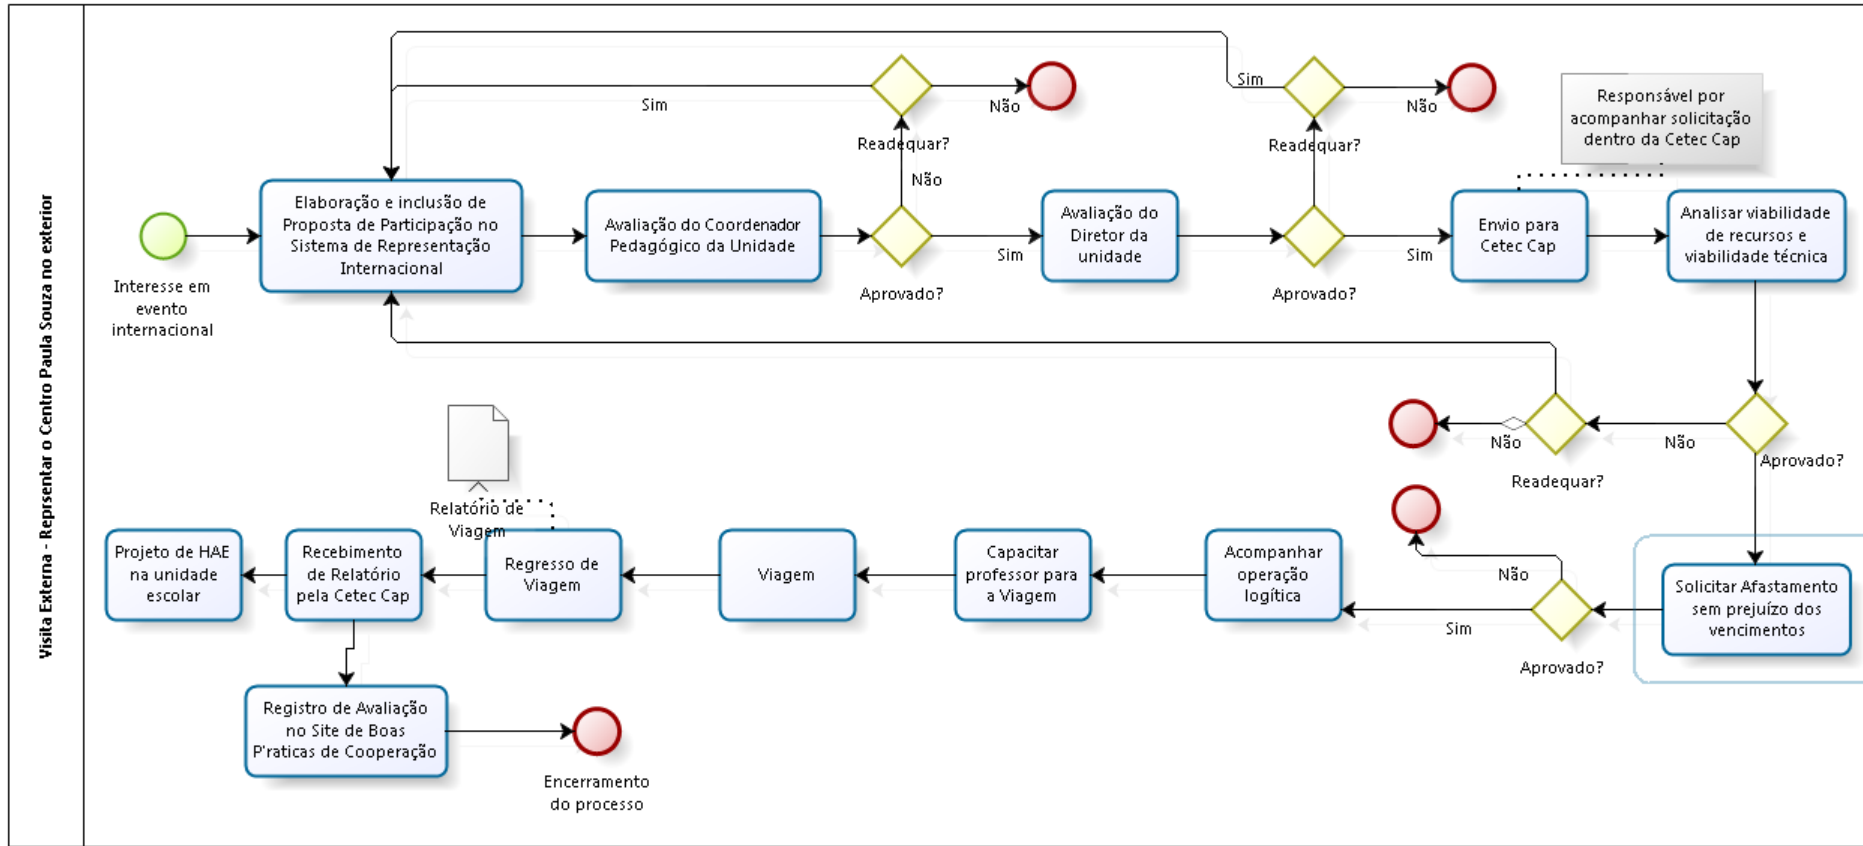 Visita Externa - Reprsentar o Centro Paula Souza no exterior
Interesse em
evento
internacional
Elaboração e inclusão de
Proposta de Participação no
Sistema de Representação
Internacional
Avaliação do Coordenador
Pedagógico da Unidade
Sim
Não
Readequar?
Não
Sim
Aprovado?
Avaliação do
Diretor da
unidade
Sim
Não
Readequar?
Sim
Aprovado?
Responsável por
acompanhar solicitação
dentro da Cetec Cap
Envio para
Cetec Cap
Analisar viabilidade
de recursos e
viabilidade técnica
Não
Não
Aprovado?
Readequar?
Solicitar Afastamento
sem prejuízo dos
vencimentos
Não
Sim
Aprovado?
Acompanhar
operação
logítica
Capacitar
professor para
a Viagem
Viagem
Relatório de
Viagem
Regresso de
Viagem
Recebimento
de Relatório
pela Cetec Cap
Projeto de HAE
na unidade
escolar
Registro de Avaliação
no Site de Boas
P'raticas de Cooperação
Encerramento
do processo